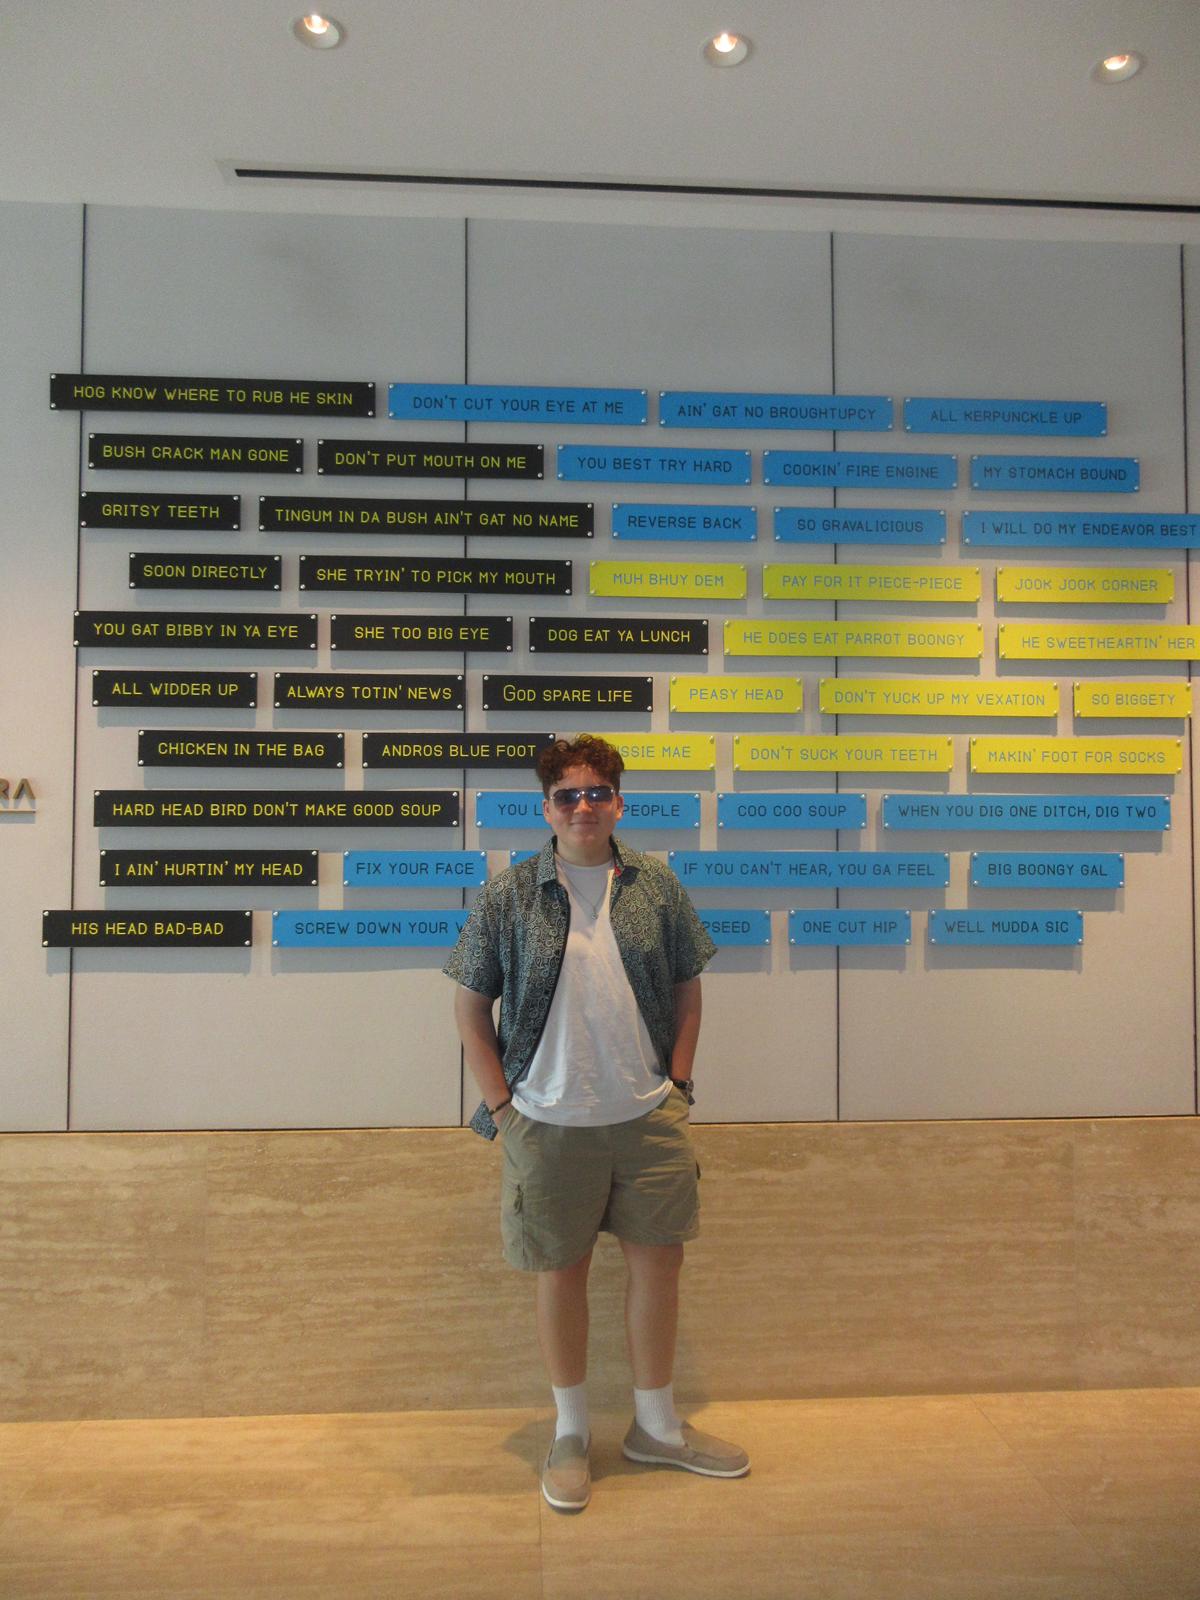 HOG KNOW WHERE TO RUB HE SKIN DON'T CUT YOUR EYE AT ME AIN' GAT NO BROUGHTUPCY ALL KERPUNCKLE UP
BUSH CRACK MAN GONE DON'T PUT MOUTH ON ME YOU BEST TRY HARD COOKIN' FIRE ENGINE MY STOMACH BOUND
GRITSY TEETH TINGUM IN DA BUSH AIN'T GAT NO NAME REVERSE BACK SO GRAVALICIOUS I WILL DO MY ENDEAVOR BEST
SOON DIRECTLY SHE TRYIN' TO PICK MY MOUTH MUH BHUY DEM PAY FOR IT PIECE-PIECE JOOK JOOK CORNER
YOU GAT BIBBY IN YA EYE SHE TOO BIG EYE DOG EAT YA LUNCH HE DOES EAT PARROT BOONGY HE SWEETHEARTIN' HER
ALL WIDDER UP ALWAYS TOTIN' NEWS GOD SPARE LIFE PEASY HEAD DON'T YUCK UP MY VEXATION SO BIGGETY
CHICKEN IN THE BAG ANDROS BLUE FOOT SSIE MAE DON'T SUCK YOUR TEETH MAKIN' FOOT FOR SOCKS
RA
HARD HEAD BIRD DON'T MAKE GOOD SOUP YOU L PEOPLE COO COO SOUP WHEN YOU DIG ONE DITCH, DIG TWO
I AIN' HURTIN' MY HEAD FIX YOUR FACE IF YOU CAN'T HEAR, YOU GA FEEL BIG BOONGY GAL
HIS HEAD BAD-BAD SCREW DOWN YOUR PSEED ONE CUT HIP WELL MUDDA SIC